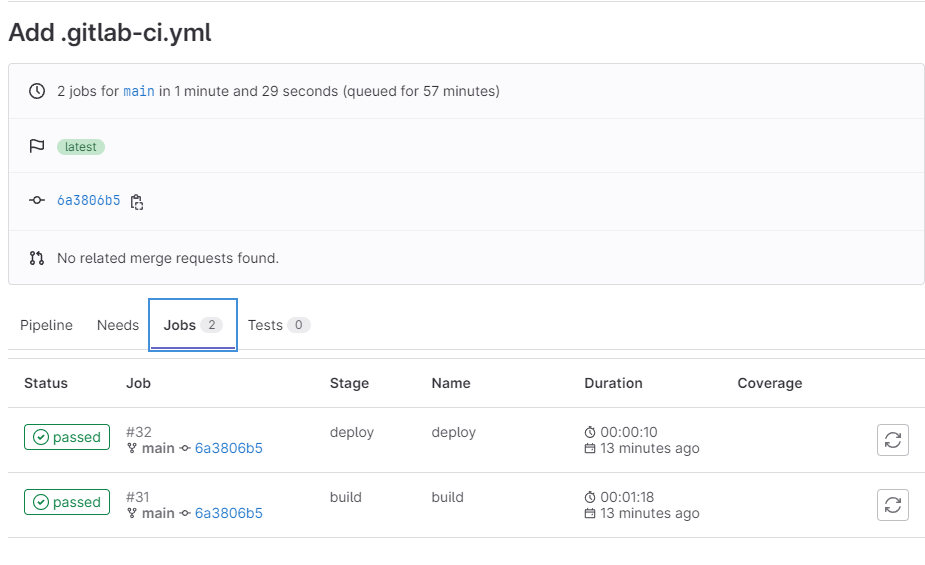 Add .gitlab-ci.yml
2 jobs for main in 1 minute and 29 seconds (queued for 57 minutes)
latest
6a3806b5
No related merge requests found.
Pipeline Needs Jobs 2 Tests 0
Status Job Stage Name Duration Coverage
passed #32 deploy deploy 00:00:10
main 6a3806b5 13 minutes ago
passed #31 build build 00:01:18
main 6a3806b5 13 minutes ago